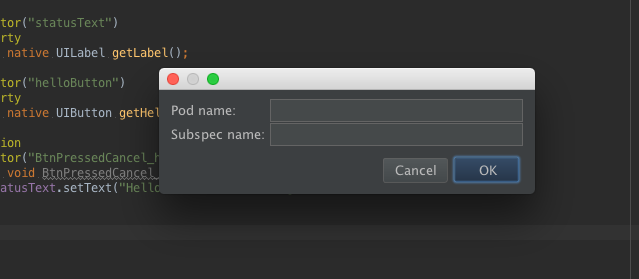 tor("statusText")
rty
native UILabel getLabel();
tor("helloButton")
rty
native UIButton getHel
ion
tor("BtnPressedCancel_h
void BtnPressedCancel_
atusText.setText("Hello
Pod name:
Subspec name:
Cancel OK